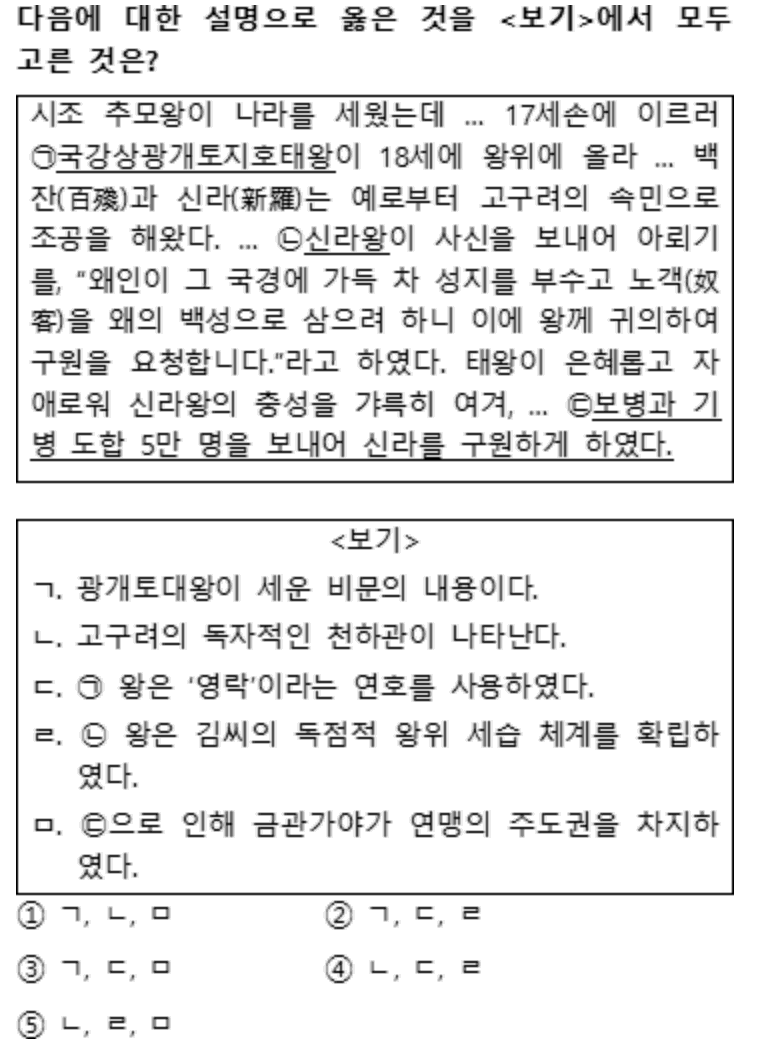 다음에 대한 설명으로 옳은 것을 <보기>에서 모두
고른 것은?
시조 추모왕이 나라를 세웠는데 ... 17세손에 이르러
㉠국강상광개토지호태왕이 18세에 왕위에 올라 ... 백
잔(百殘)과 신라(新羅)는 예로부터 고구려의 속민으로
조공을 해왔다. ... ㉡신라왕이 사신을 보내어 아뢰기
를, “왜인이 그 국경에 가득 차 성지를 부수고 노객(奴
客)을 왜의 백성으로 삼으려 하니 이에 왕께 귀의하여
구원을 요청합니다.”라고 하였다. 태왕이 은혜롭고 자
애로워 신라왕의 충성을 갸륵히 여겨, ... ㉢보병과 기
병 도합 5만 명을 보내어 신라를 구원하게 하였다.
<보기>
ㄱ. 광개토대왕이 세운 비문의 내용이다.
ㄴ. 고구려의 독자적인 천하관이 나타난다.
ㄷ. ㉠ 왕은 ‘영락’이라는 연호를 사용하였다.
ㄹ. ㉡ 왕은 김씨의 독점적 왕위 세습 체계를 확립하
였다.
ㅁ. ㉢으로 인해 금관가야가 연맹의 주도권을 차지하
였다.
① ㄱ, ㄴ, ㅁ ② ㄱ, ㄷ, ㄹ
③ ㄱ, ㄷ, ㅁ ④ ㄴ, ㄷ, ㄹ
⑤ ㄴ, ㄹ, ㅁ